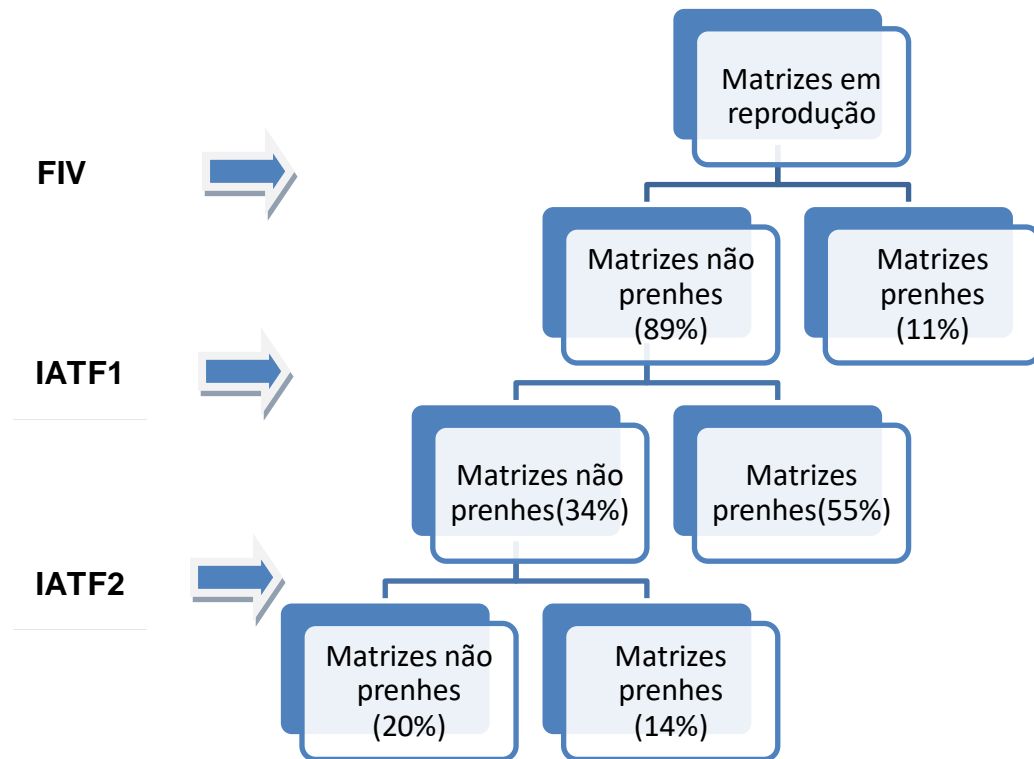 Matrizes em
reprodução
FIV
Matrizes não
prenhes
(89%)
Matrizes
prenhes
(11%)
IATF1
Matrizes não
prenhes(34%)
Matrizes
prenhes(55%)
IATF2
Matrizes não
prenhes
(20%)
Matrizes
prenhes
(14%)